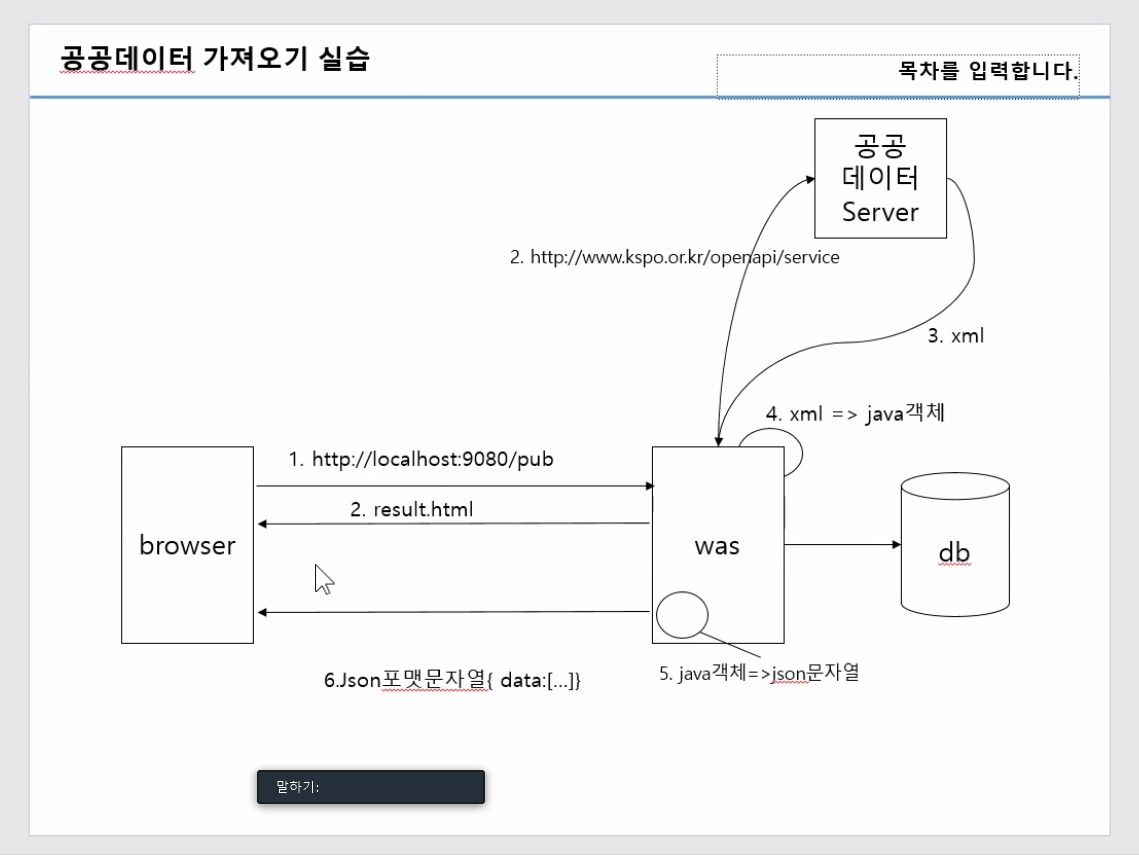 공공데이터 가져오기 실습
목차를 입력합니다.
공공
데이터
Server
2. http://www.kspo.or.kr/openapi/service
3. xml
4. xml => java객체
1. http://localhost:9080/pub
2. result.html
browser
was
db
5. java객체=>json문자열
6.Json포맷문자열{ data:[...]}
말하기: